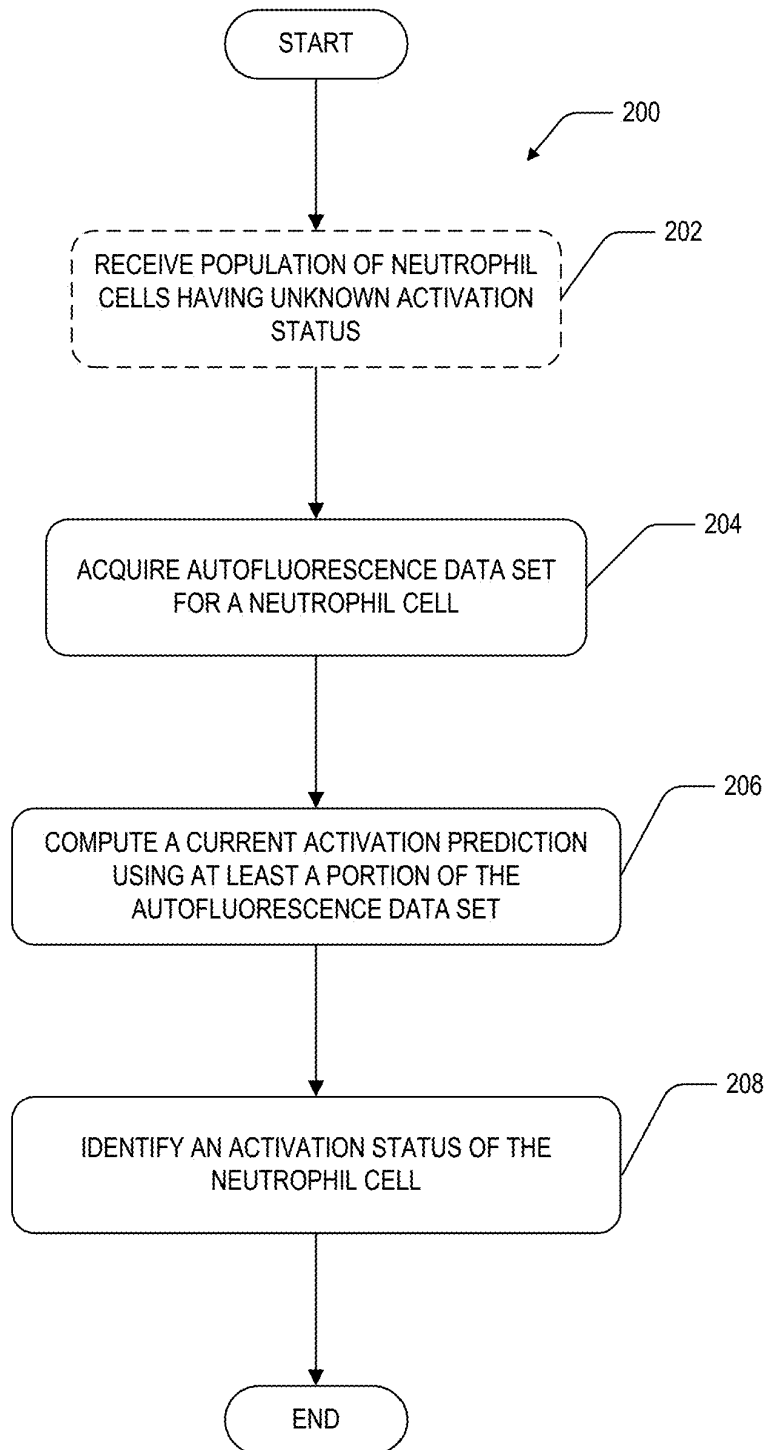 START
200
202
RECEIVE POPULATION OF NEUTROPHIL
CELLS HAVING UNKNOWN ACTIVATION
STATUS
204
ACQUIRE AUTOFLUORESCENCE DATA SET
FOR A NEUTROPHIL CELL
206
COMPUTE A CURRENT ACTIVATION PREDICTION
USING AT LEAST A PORTION OF THE
AUTOFLUORESCENCE DATA SET
208
IDENTIFY AN ACTIVATION STATUS OF THE
NEUTROPHIL CELL
END